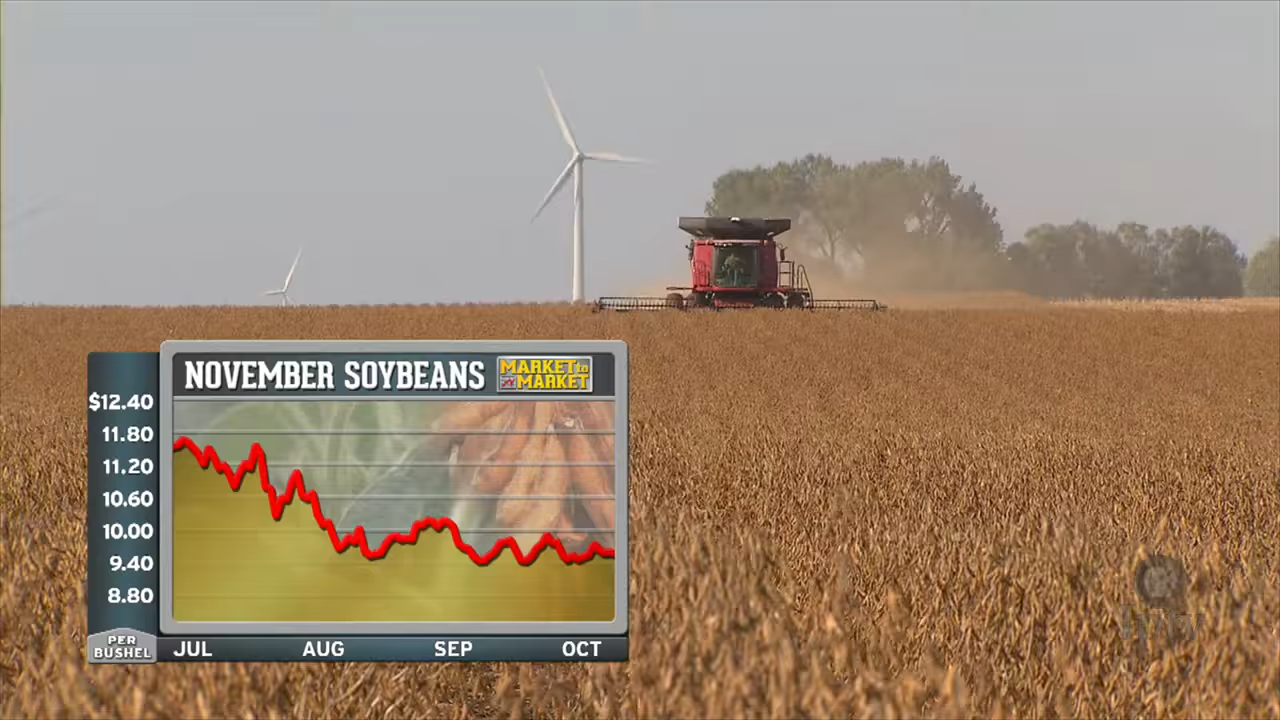 NOVEMBER SOYBEANS
MARKET to
MARKET
$12.40
11.80
11.20
10.60
10.00
9.40
8.80
PER
BUSHEL
JUL AUG SEP OCT